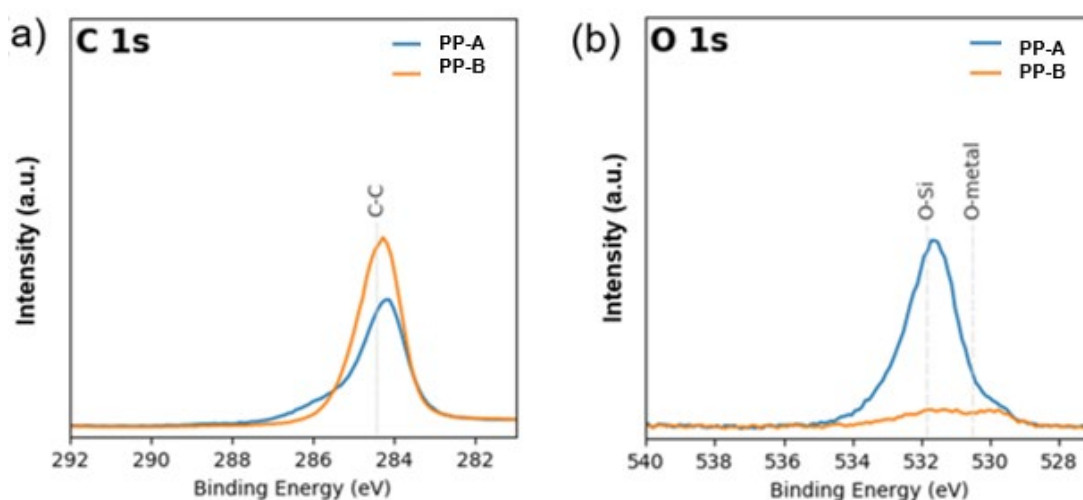 a) C 1s
PP-A
PP-B
C-C
Intensity (a.u.)
292 290 288 286 284 282
Binding Energy (eV)
(b) O 1s
PP-A
PP-B
O-Si
O-metal
Intensity (a.u.)
540 538 536 534 532 530 528
Binding Energy (eV)